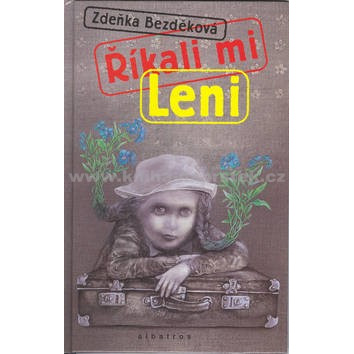 Zdeňka Bezděková
Říkali mi
Leni
albatros